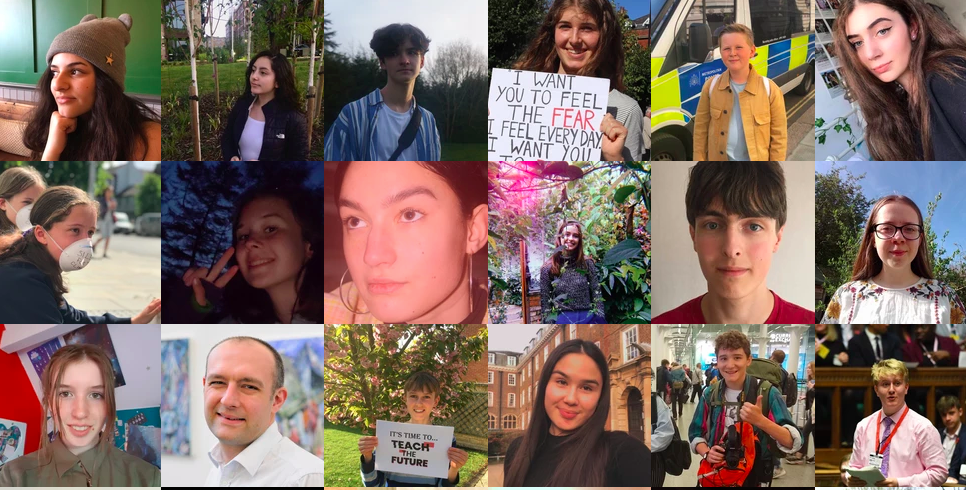 "I WANT
YOU TO FEEL
THE FEAR
I FEEL EVERY DAY.
I WANT YOU
IT'S TIME TO...
TEACH
THE
FUTURE